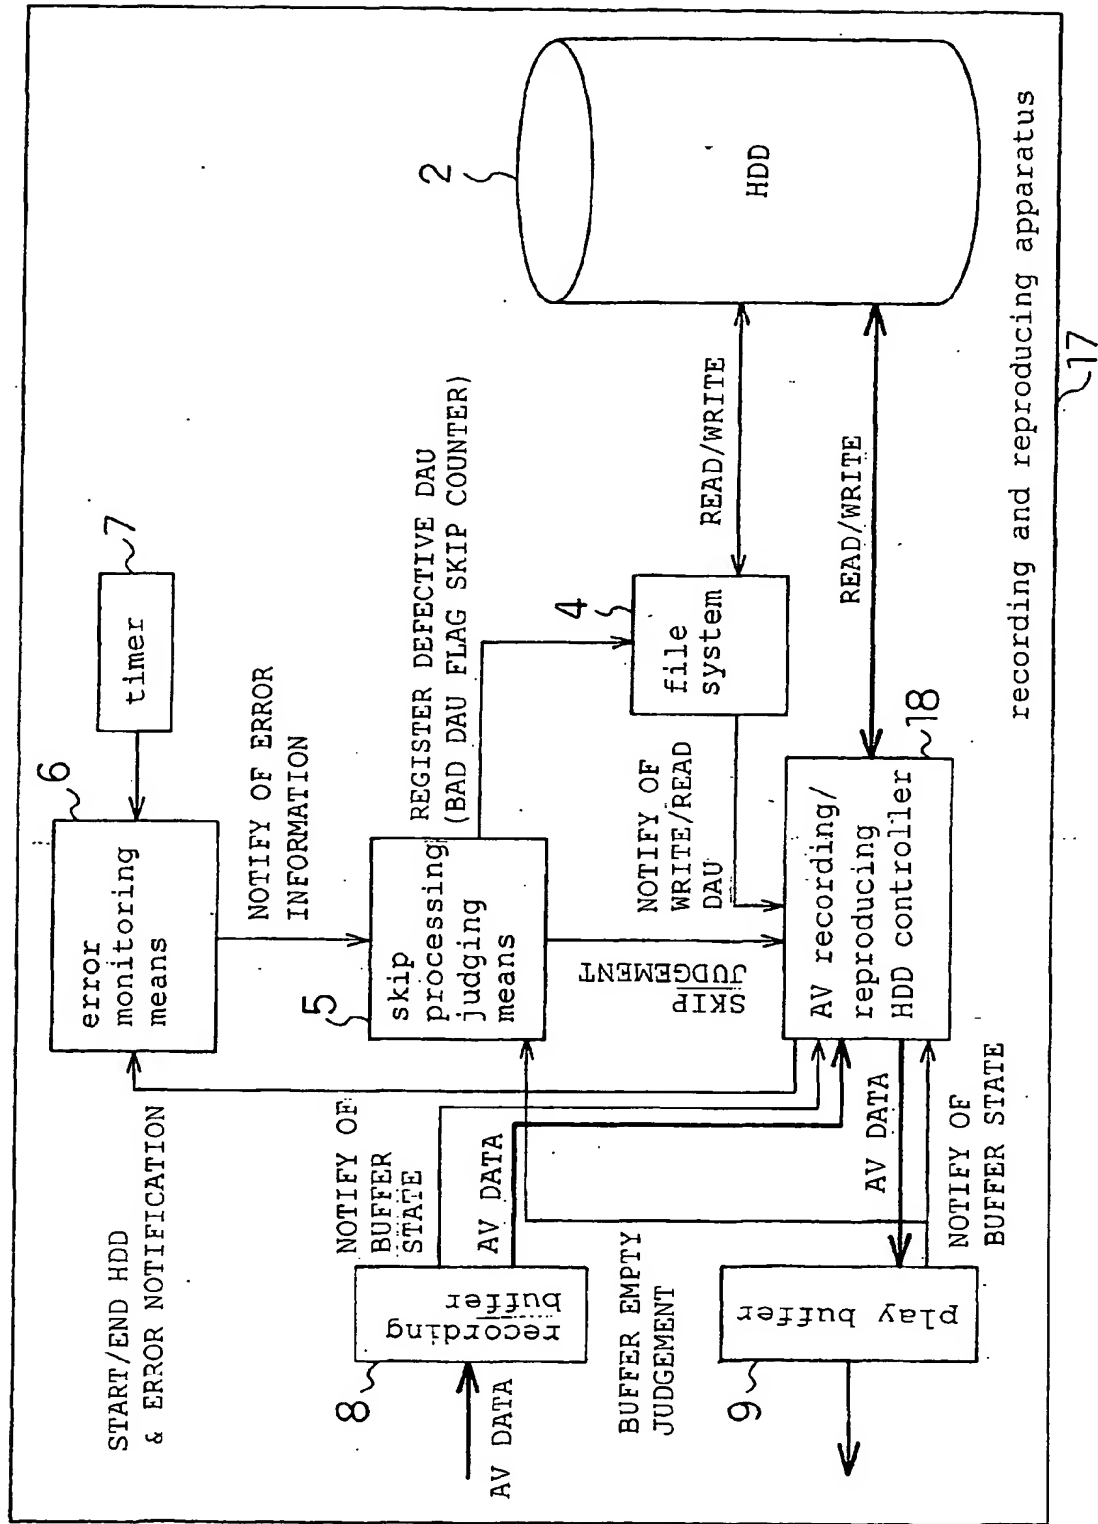 START/END HDD
& ERROR NOTIFICATION
6
error
monitoring
means
7
timer
NOTIFY OF ERROR
INFORMATION
5
skip
processing
judging
means
REGISTER DEFECTIVE DAU
(BAD DAU FLAG SKIP COUNTER)
2
HDD
8
recording
buffer
AV DATA
NOTIFY OF
BUFFER
STATE
AV DATA
SKIP
JUDGEMENT
NOTIFY OF
WRITE/READ
DAU
4
file
system
READ/WRITE
READ/WRITE
BUFFER EMPTY
JUDGEMENT
9
play buffer
AV DATA
NOTIFY OF
BUFFER STATE
AV recording/
reproducing
HDD controller
18
recording and reproducing apparatus
17